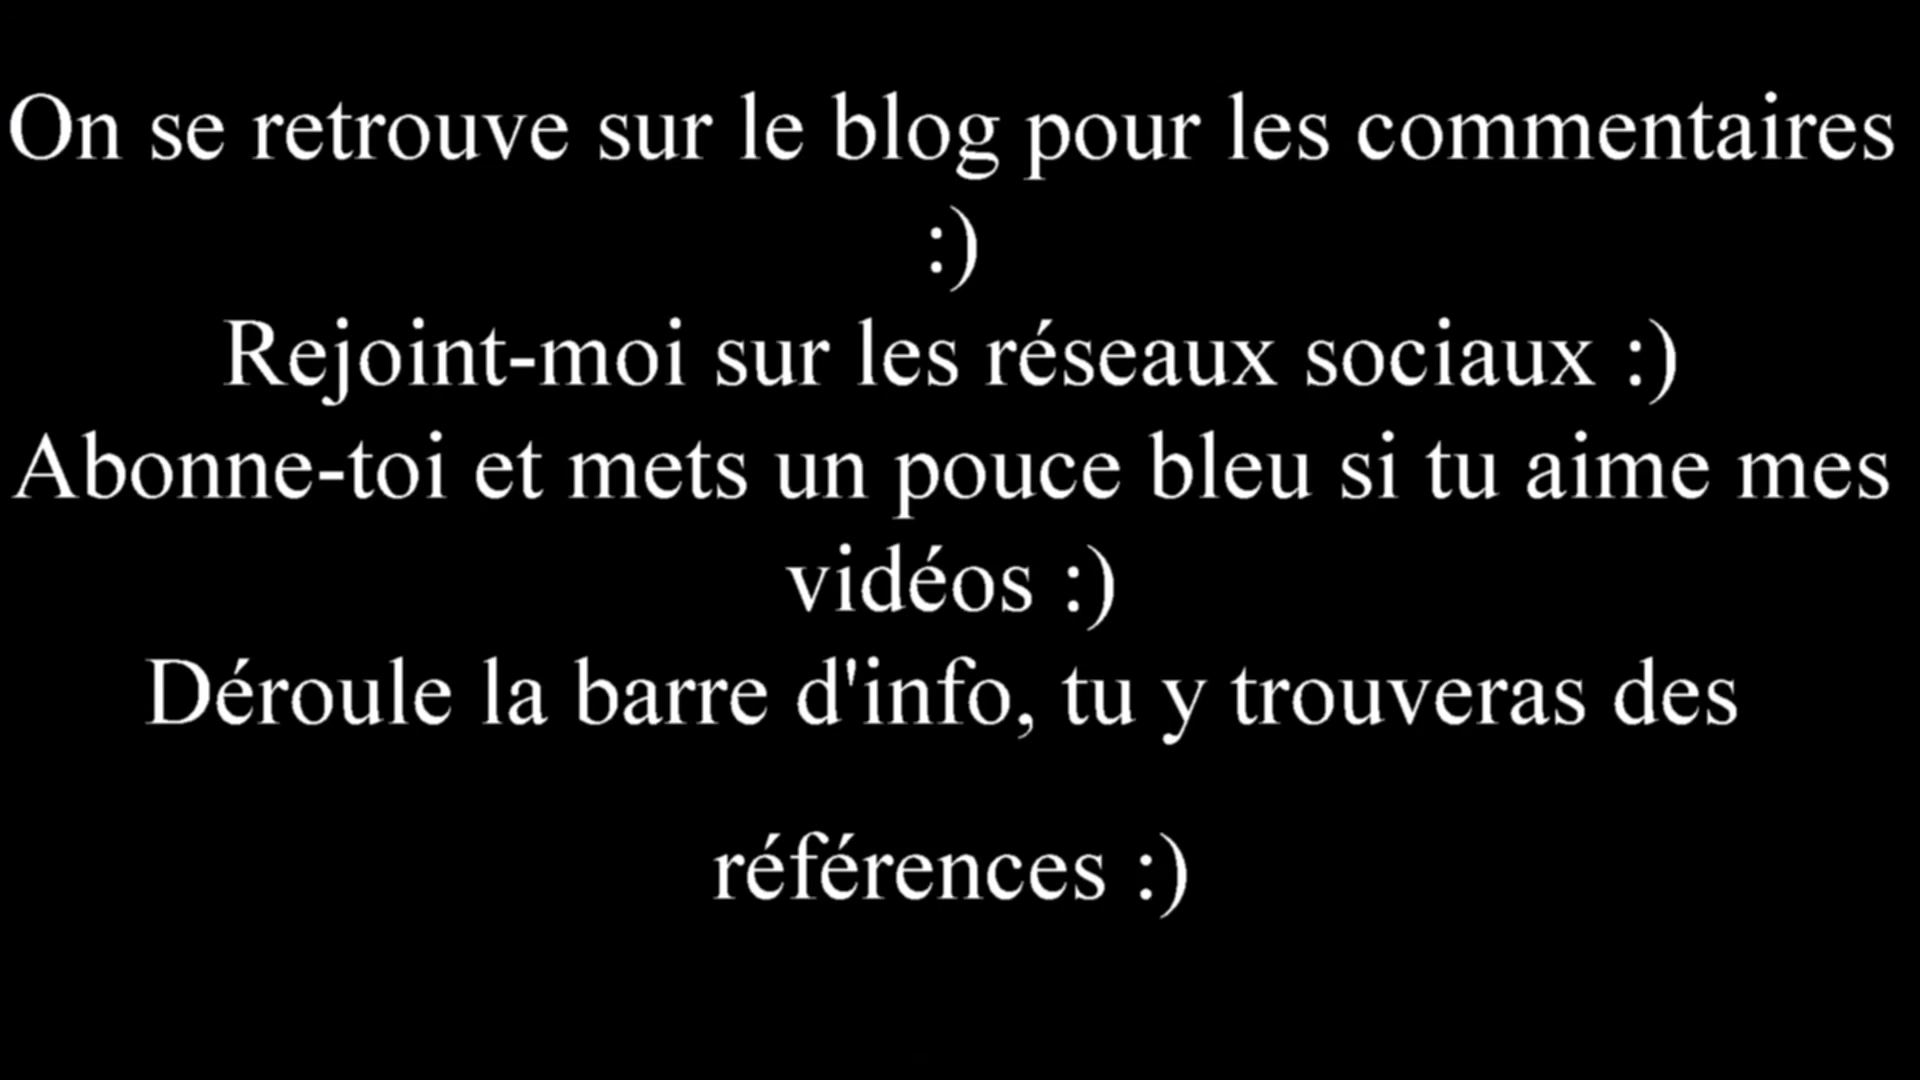 On se retrouve sur le blog pour les commentaires
:)
Rejoint-moi sur les réseaux sociaux :)
Abonne-toi et mets un pouce bleu si tu aime mes
vidéos :)
Déroule la barre d'info, tu y trouveras des
références :)